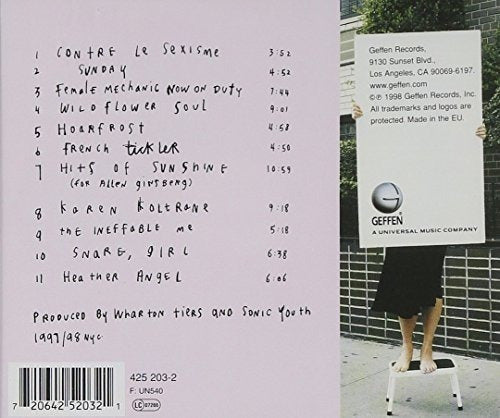 1 CONTRE Le SEXISME 3:52
2 SUNDAY 4:52
3 Female MecHANIC NOW ON DUTY 7:44
4 WILDFLOWER SOUL 9:01
5 HOARFROST 4:58
6 FRENCH tickler 4:50
7 HITS OF SUNSHINE 10:59
(FOR ALLEN GINSBERG)
8 KAREN KOLTRANE 9:18
9 tHE INEFFABLE Me 5:18
10 SNARE, GIRL 6:38
11 HeatHeR ANGEL 6:06
PRODUCED BY WHARTON TIERS AND SONIC YOUTH
1997/98 NYC
425 203-2
F: UN540
LC 07266
7 20642 52032 1
Geffen Records,
9130 Sunset Blvd.,
Los Angeles, CA 90069-6197.
www.geffen.com
©℗ 1998 Geffen Records, Inc.
All trademarks and logos are
protected. Made in the EU.
G
GEFFEN®
A UNIVERSAL MUSIC COMPANY